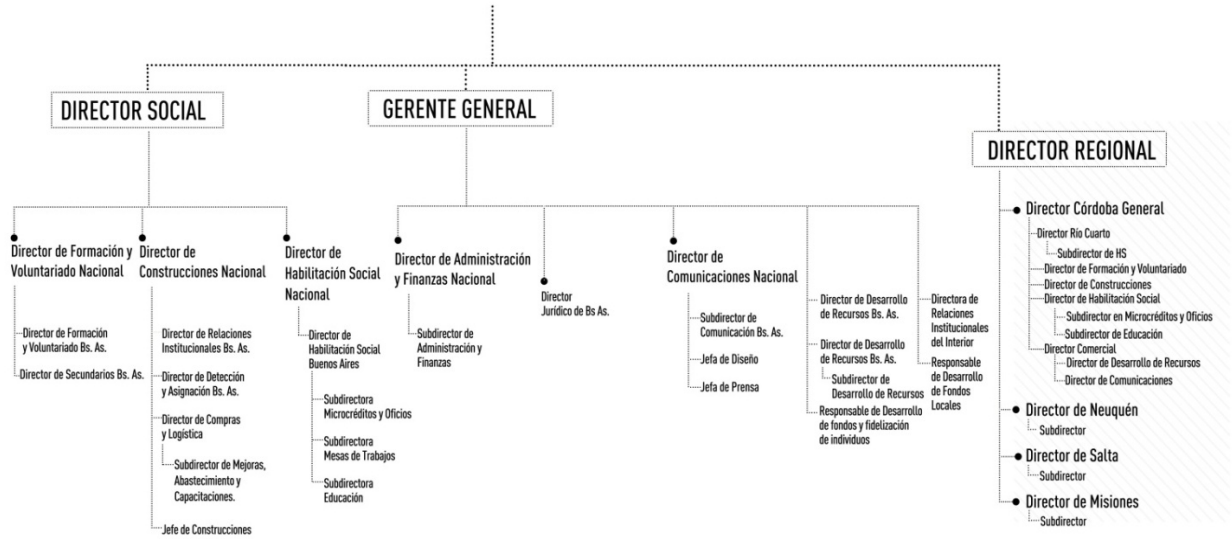 DIRECTOR SOCIAL
GERENTE GENERAL
DIRECTOR REGIONAL
Director de Formación y
Voluntariado Nacional
Director de Formación
y Voluntariado Bs. As.
Director de Secundarios Bs. As.
Director de
Construcciones Nacional
Director de Relaciones
Institucionales Bs. As.
Director de Detección
y Asignación Bs. As.
Director de Compras
y Logística
Subdirector de Mejoras,
Abastecimiento y
Capacitaciones.
Jefe de Construcciones
Director de
Habilitación Social
Nacional
Director de
Habilitación Social
Buenos Aires
Subdirectora
Microcréditos y Oficios
Subdirectora
Mesas de Trabajos
Subdirectora
Educación
Director de Administración
y Finanzas Nacional
Subdirector de
Administración y
Finanzas
Director
Jurídico de Bs As.
Director de
Comunicaciones Nacional
Subdirector de
Comunicación Bs. As.
Jefa de Diseño
Jefa de Prensa
Director de Desarrollo
de Recursos Bs. As.
Director de Desarrollo
de Recursos Bs. As.
Subdirector de
Desarrollo de Recursos
Responsable de Desarrollo
de fondos y fidelización
de individuos
Directora de
Relaciones
Institucionales
del Interior
Responsable
de Desarrollo
de Fondos
Locales
Director Córdoba General
Director Río Cuarto
Subdirector de HS
Director de Formación y Voluntariado
Director de Construcciones
Director de Habilitación Social
Subdirector en Microcréditos y Oficios
Subdirector de Educación
Director Comercial
Director de Desarrollo de Recursos
Director de Comunicaciones
Director de Neuquén
Subdirector
Director de Salta
Subdirector
Director de Misiones
Subdirector